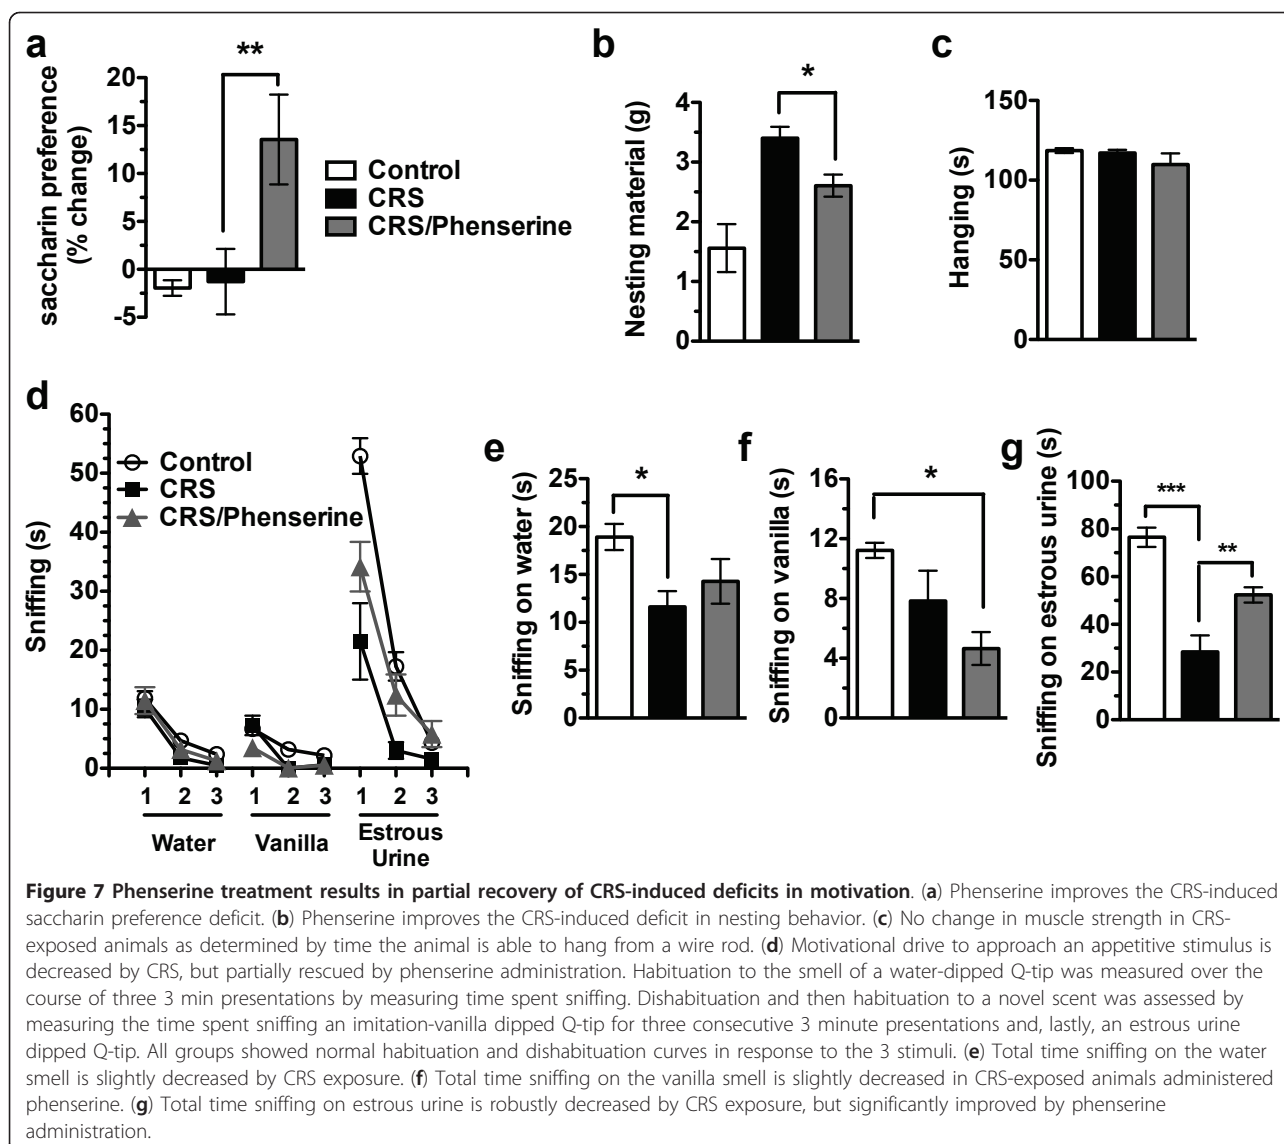 a
**
saccharin preference
(% change)
20
15
10
5
0
-5
Control
CRS
CRS/Phenserine
b
*
Nesting material (g)
4
3
2
1
0
c
Hanging (s)
150
100
50
0
d
Sniffing (s)
60
50
40
30
20
10
0
Control
CRS
CRS/Phenserine
1 2 3 1 2 3 1 2 3
Water Vanilla Estrous
Urine
e
*
Sniffing on water (s)
25
20
15
10
5
0
f
*
Sniffing on vanilla (s)
16
12
8
4
0
g
***
**
Sniffing on estrous urine (s)
100
80
60
40
20
0
Figure 7 Phenserine treatment results in partial recovery of CRS-induced deficits in motivation. (a) Phenserine improves the CRS-induced
saccharin preference deficit. (b) Phenserine improves the CRS-induced deficit in nesting behavior. (c) No change in muscle strength in CRS-
exposed animals as determined by time the animal is able to hang from a wire rod. (d) Motivational drive to approach an appetitive stimulus is
decreased by CRS, but partially rescued by phenserine administration. Habituation to the smell of a water-dipped Q-tip was measured over the
course of three 3 min presentations by measuring time spent sniffing. Dishabituation and then habituation to a novel scent was assessed by
measuring the time spent sniffing an imitation-vanilla dipped Q-tip for three consecutive 3 minute presentations and, lastly, an estrous urine
dipped Q-tip. All groups showed normal habituation and dishabituation curves in response to the 3 stimuli. (e) Total time sniffing on the water
smell is slightly decreased by CRS exposure. (f) Total time sniffing on the vanilla smell is slightly decreased in CRS-exposed animals administered
phenserine. (g) Total time sniffing on estrous urine is robustly decreased by CRS exposure, but significantly improved by phenserine
administration.